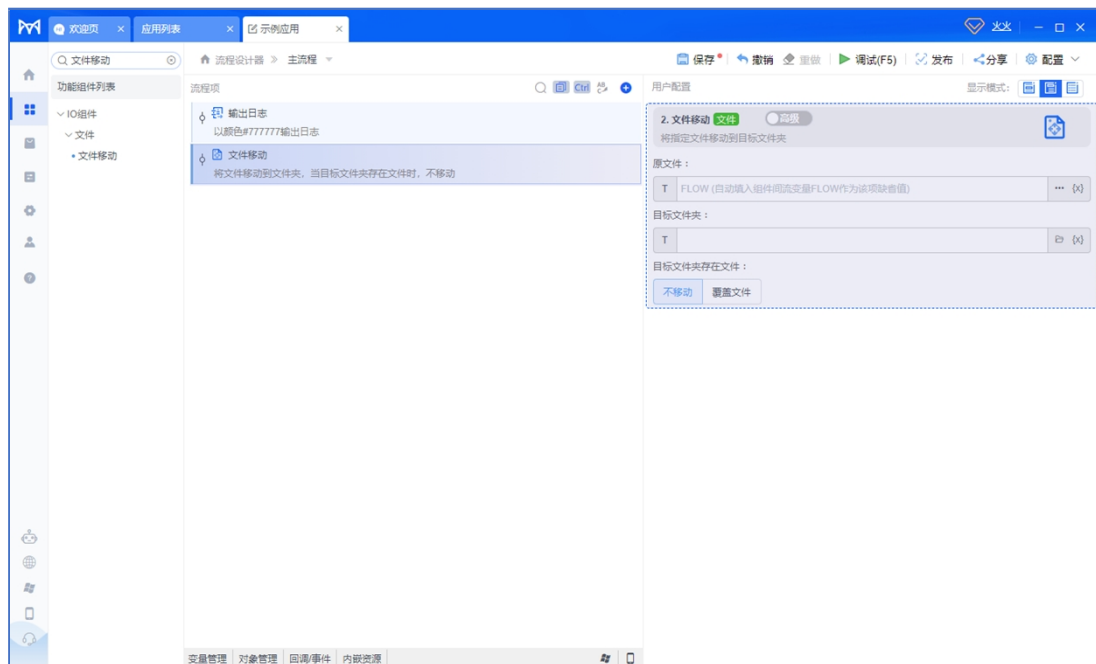 欢迎页 × 应用列表 × 示例应用 ×
火火
文件移动
流程设计器 主流程
保存 撤销 重做 调试(F5) 发布 分享 配置
功能组件列表
流程项
Ctrl
用户配置
显示模式：
IO组件
文件
文件移动
输出日志
以颜色#777777输出日志
文件移动
将文件移动到文件夹，当目标文件夹存在文件时，不移动
2. 文件移动 文件
将指定文件移动到目标文件夹
原文件：
T FLOW (自动填入组件间流变量FLOW作为该项缺省值) ··· {x}
目标文件夹：
T {x}
目标文件夹存在文件：
不移动 覆盖文件
变量管理 对象管理 回调/事件 内嵌资源